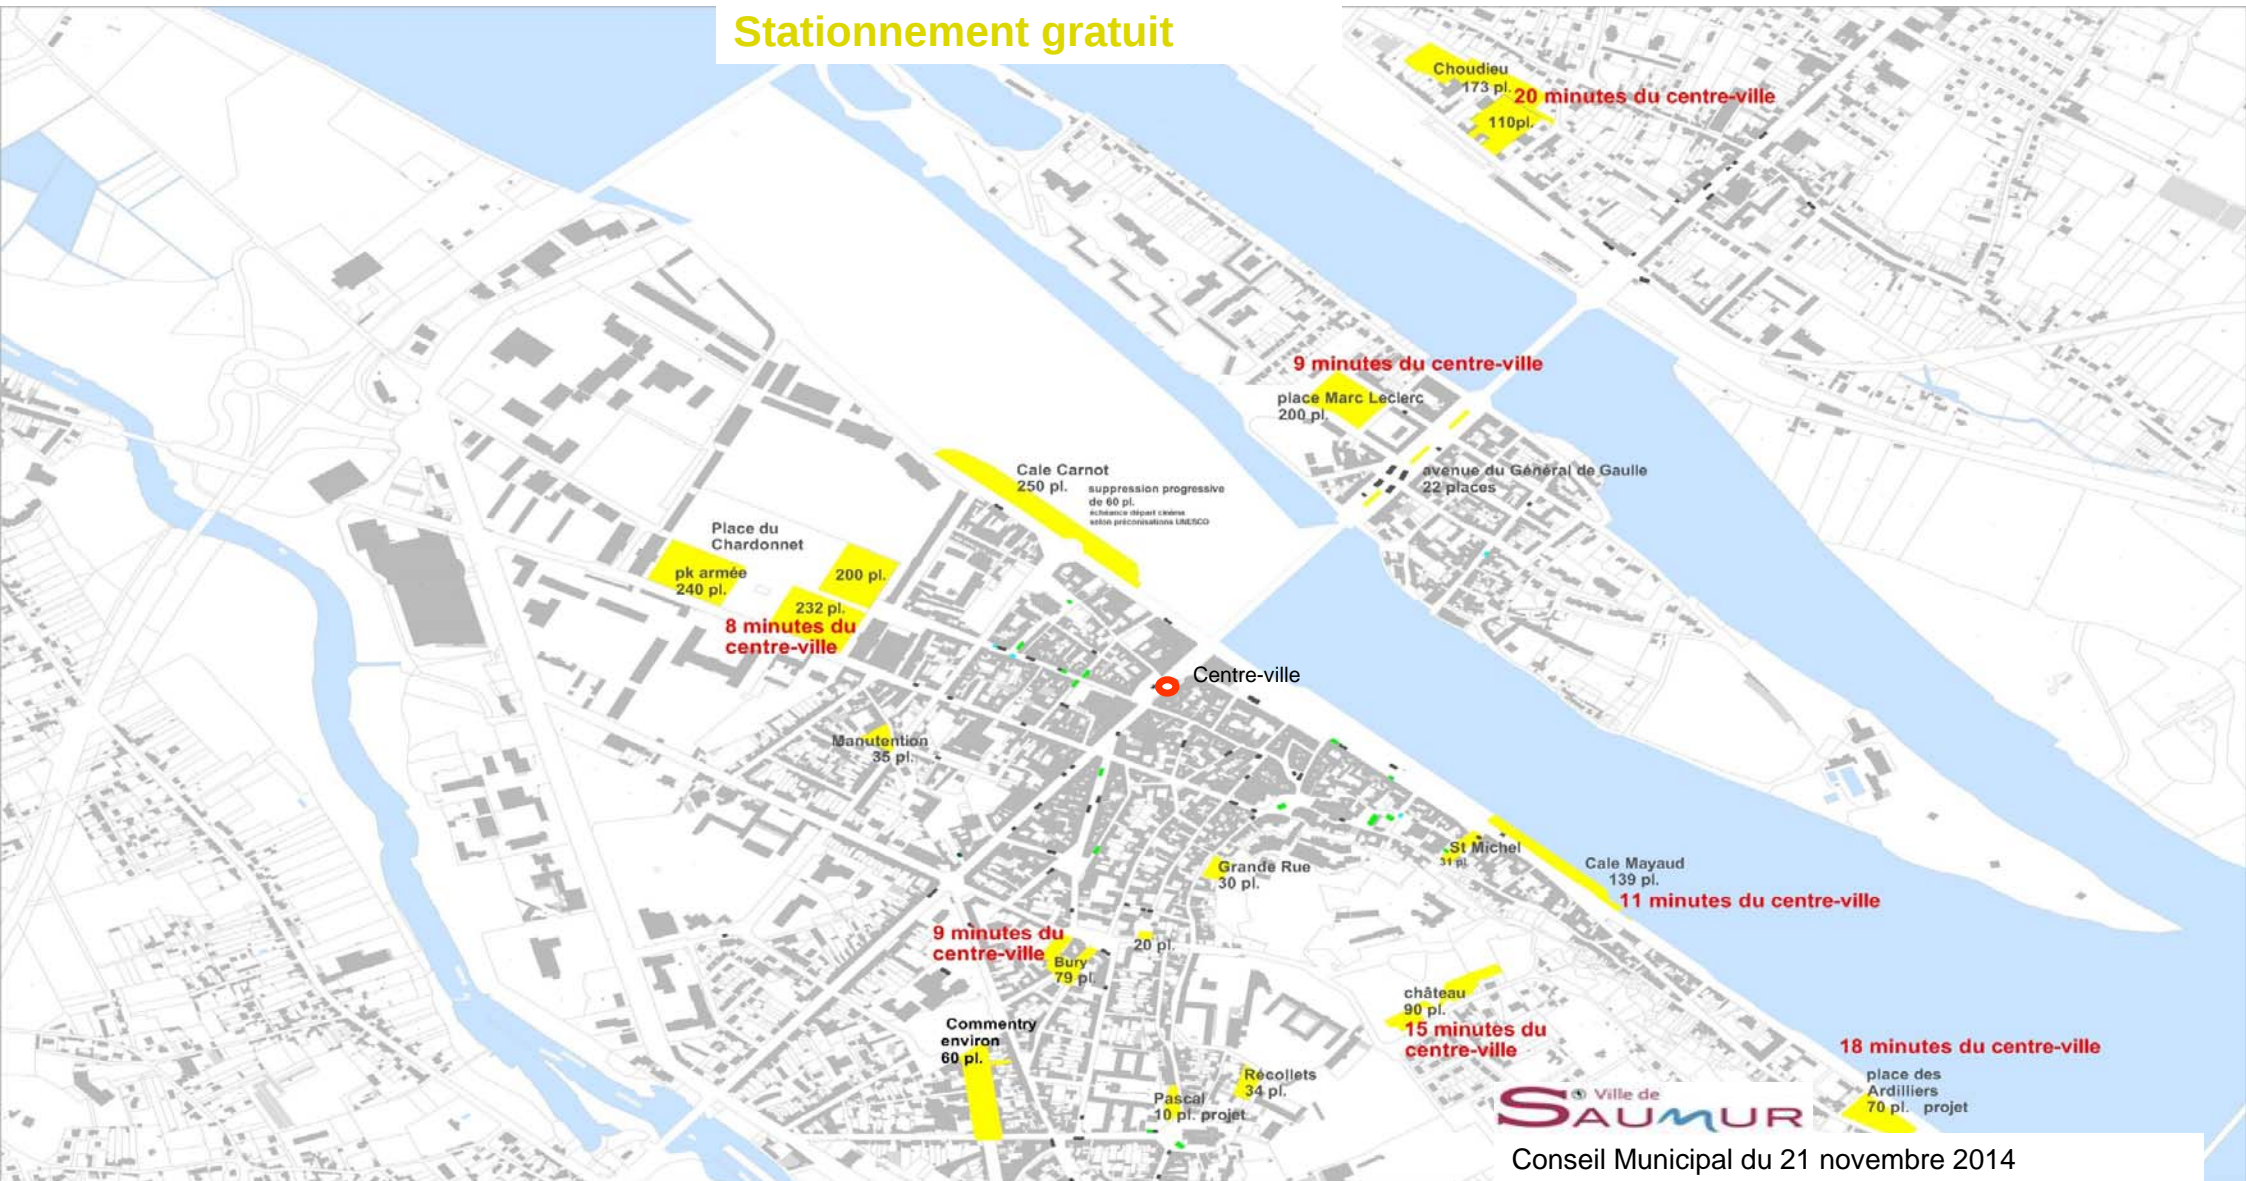 Stationnement gratuit
Choudieu
173 pl.
20 minutes du centre-ville
110pl.
9 minutes du centre-ville
place Marc Leclerc
200 pl.
avenue du Général de Gaulle
22 places
Cale Carnot
250 pl.
suppression progressive
de 60 pl.
échéance départ cinéma
selon préconisations UNESCO
Place du
Chardonnet
pk armée
240 pl.
200 pl.
232 pl.
8 minutes du
centre-ville
Centre-ville
Manutention
35 pl.
Grande Rue
30 pl.
St Michel
31 pl.
Cale Mayaud
139 pl.
11 minutes du centre-ville
9 minutes du
centre-ville
Bury
79 pl.
20 pl.
château
90 pl.
15 minutes du
centre-ville
Commentry
environ
60 pl.
Récollets
34 pl.
Pascal
10 pl. projet
18 minutes du centre-ville
place des
Ardilliers
70 pl. projet
Ville de
SAUMUR
Conseil Municipal du 21 novembre 2014